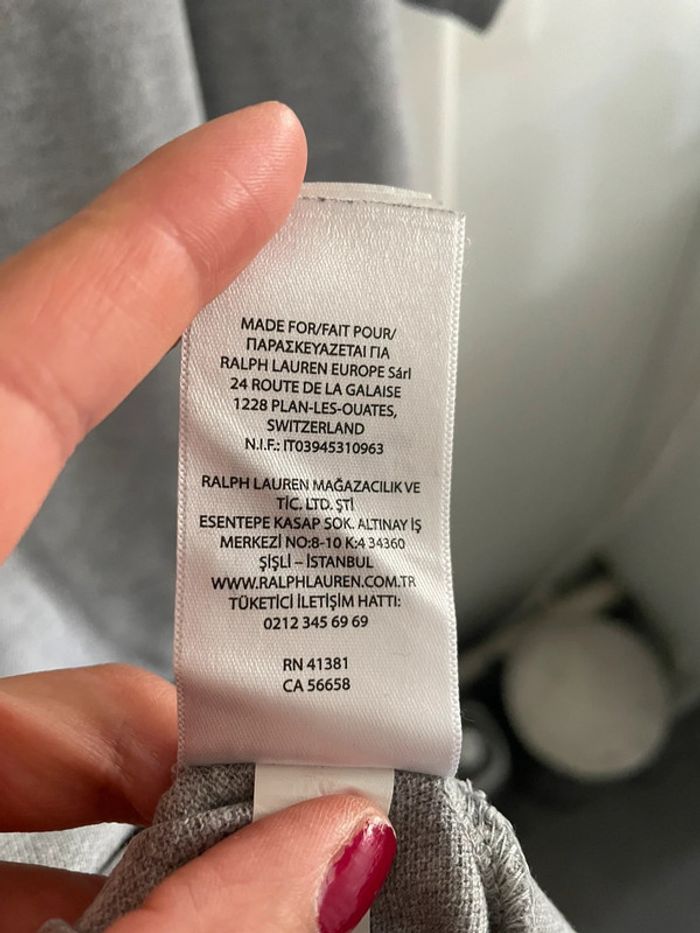 MADE FOR/FAIT POUR/
ΠΑΡΑΣΚΕΥΑΖΕΤΑΙ ΓΙΑ
RALPH LAUREN EUROPE Sárl
24 ROUTE DE LA GALAISE
1228 PLAN-LES-OUATES,
SWITZERLAND
N.I.F.: IT03945310963
RALPH LAUREN MAĞAZACILIK VE
TİC. LTD. ŞTİ
ESENTEPE KASAP SOK. ALTINAY İŞ
MERKEZİ NO:8-10 K:4 34360
ŞİŞLİ – İSTANBUL
WWW.RALPHLAUREN.COM.TR
TÜKETİCİ İLETİŞİM HATTI:
0212 345 69 69
RN 41381
CA 56658